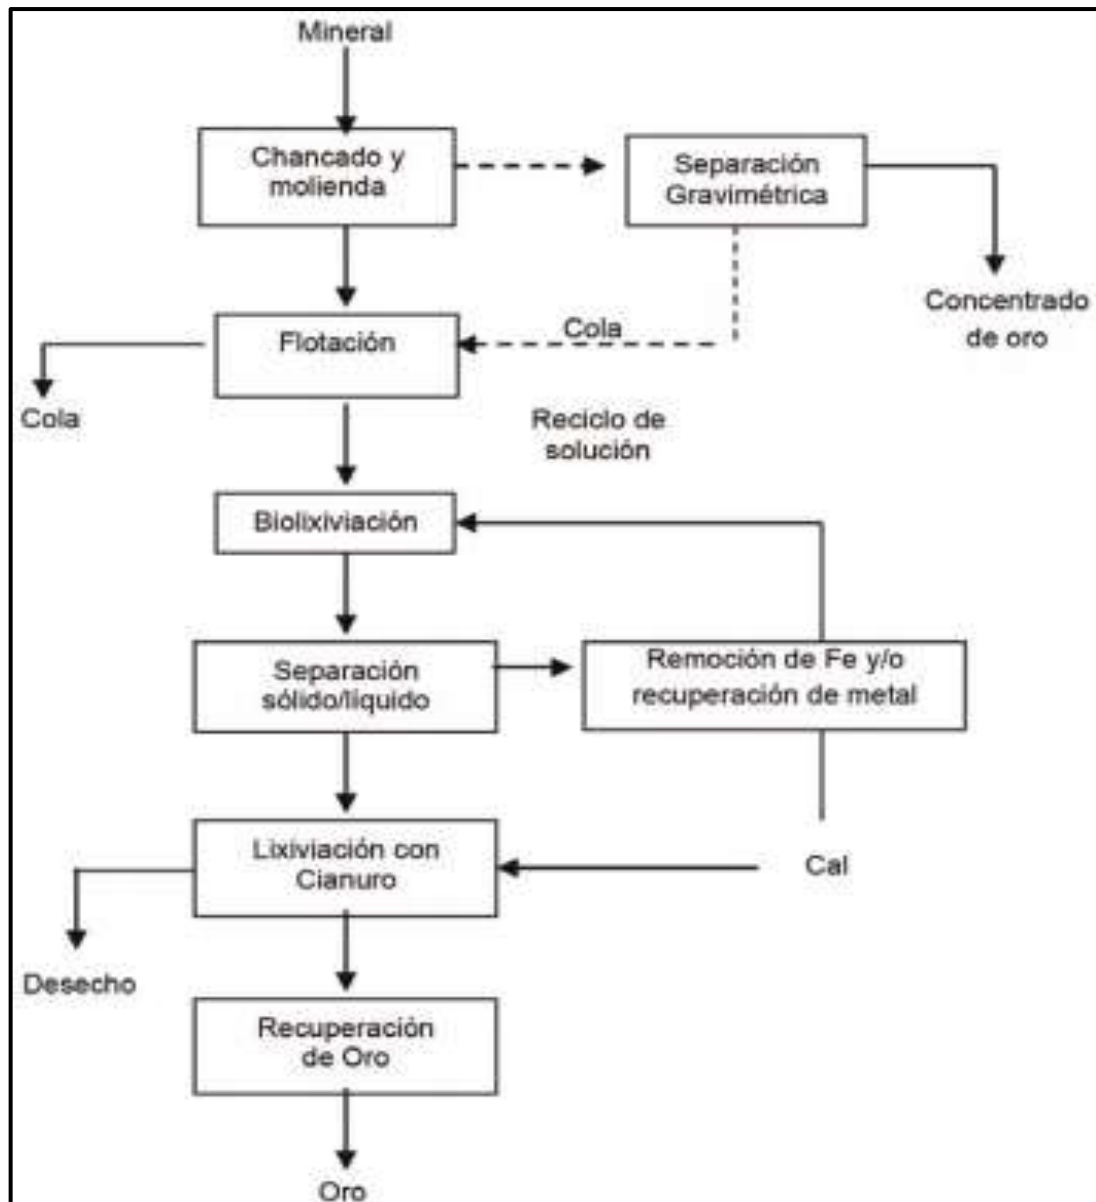 Mineral
Chancado y
molienda
Separación
Gravimétrica
Concentrado
de oro
Flotación
Cola
Cola
Reciclo de
solución
Biolixiviación
Separación
sólido/líquido
Remoción de Fe y/o
recuperación de metal
Lixiviación con
Cianuro
Cal
Desecho
Recuperación
de Oro
Oro